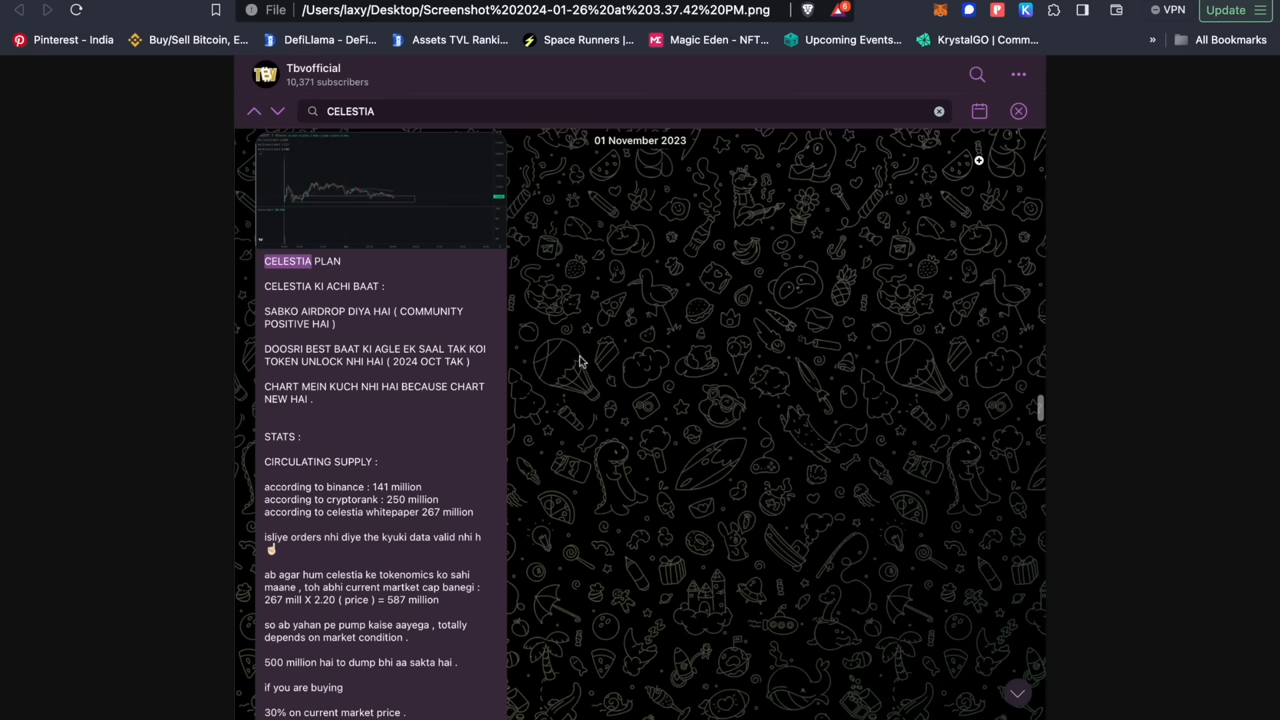 File
/Users/laxy/Desktop/Screenshot%202024-01-26%20at%203.37.42%20PM.png
6
VPN
Update
Pinterest - India
Buy/Sell Bitcoin, E...
DefiLlama - DeFi...
Assets TVL Ranki...
Space Runners |...
Magic Eden - NFT...
Upcoming Events...
KrystalGO | Comm...
»
All Bookmarks
TBV
Tbvofficial
10,371 subscribers
CELESTIA
01 November 2023
CELESTIA PLAN
CELESTIA KI ACHI BAAT :
SABKO AIRDROP DIYA HAI ( COMMUNITY
POSITIVE HAI )
DOOSRI BEST BAAT KI AGLE EK SAAL TAK KOI
TOKEN UNLOCK NHI HAI ( 2024 OCT TAK )
CHART MEIN KUCH NHI HAI BECAUSE CHART
NEW HAI .
STATS :
CIRCULATING SUPPLY :
according to binance : 141 million
according to cryptorank : 250 million
according to celestia whitepaper 267 million
isliye orders nhi diye the kyuki data valid nhi h
☝🏻
ab agar hum celestia ke tokenomics ko sahi
maane , toh abhi current martket cap banegi :
267 mill X 2.20 ( price ) = 587 million
so ab yahan pe pump kaise aayega , totally
depends on market condition .
500 million hai to dump bhi aa sakta hai .
if you are buying
30% on current market price .